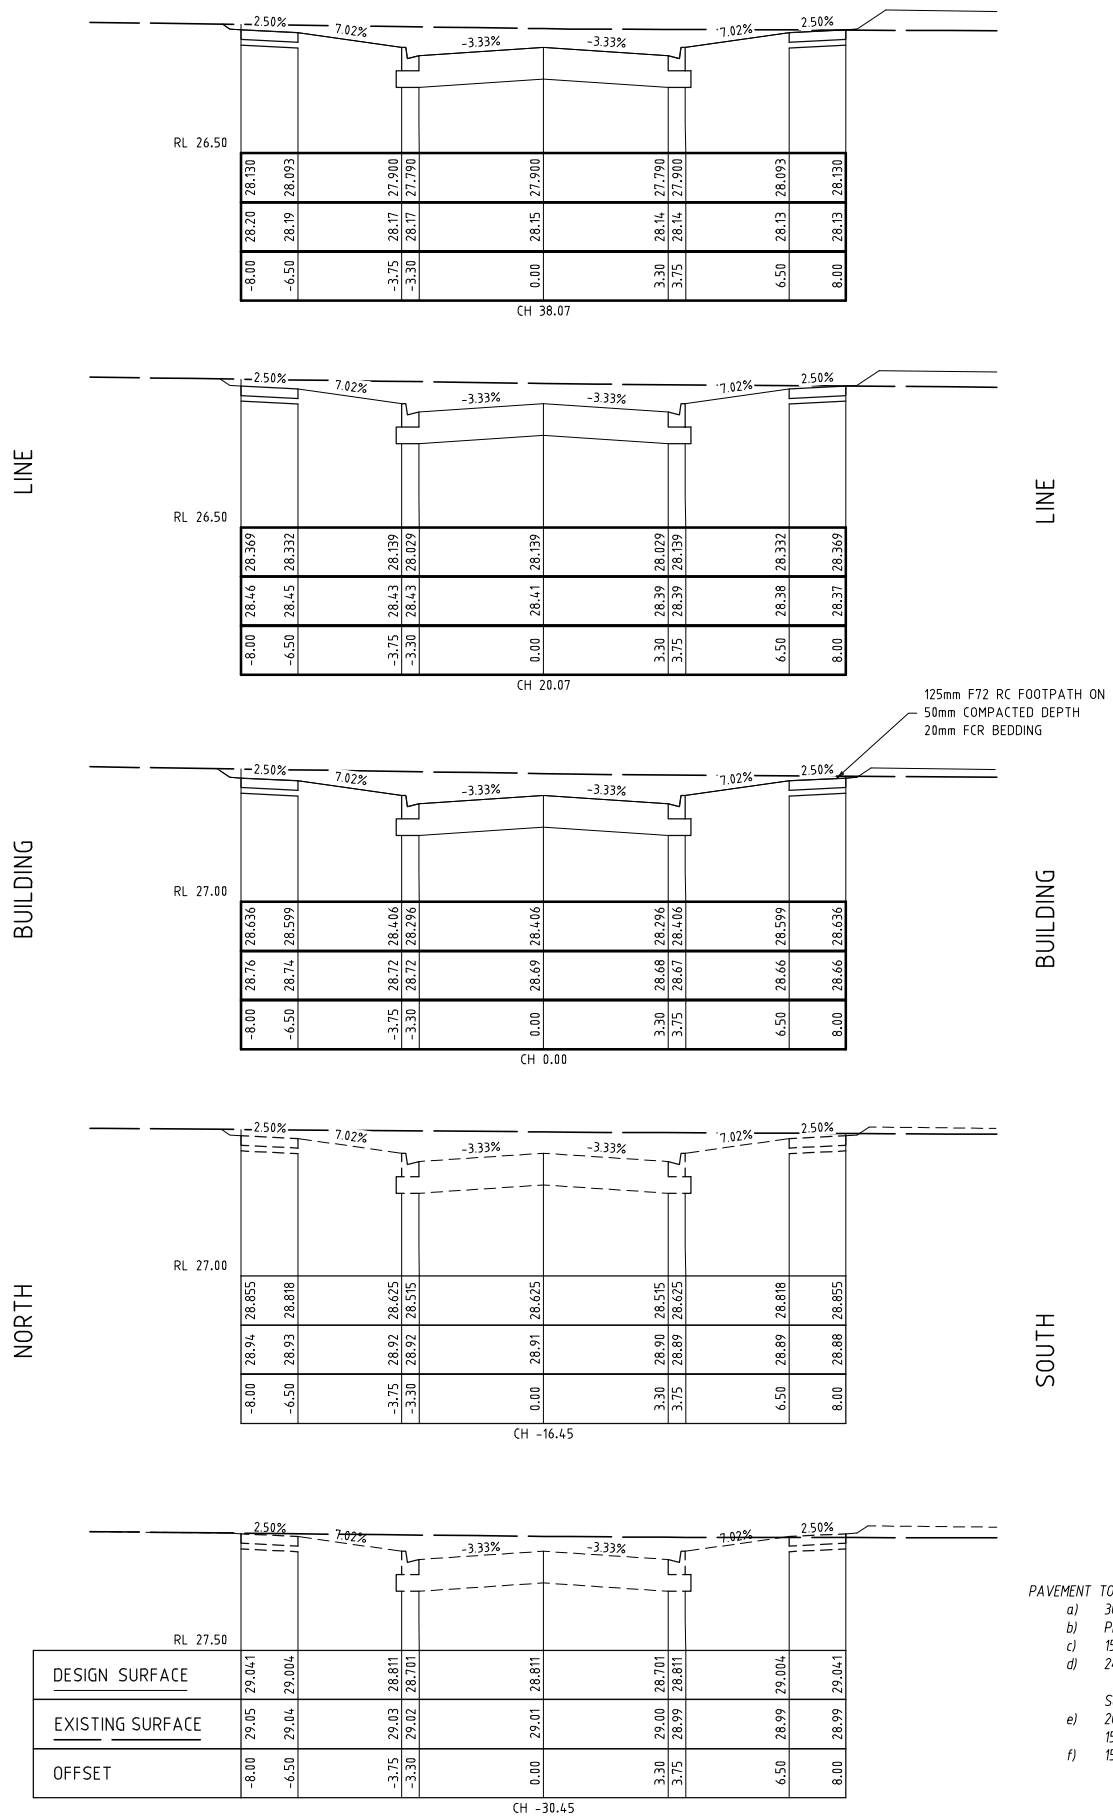 2.50% 7.02% -3.33% -3.33% 7.02% 2.50%
RL 26.50
28.130 28.093 27.900 27.790 27.900 27.790 27.900 28.093 28.130
28.20 28.19 28.17 28.17 28.15 28.14 28.14 28.13 28.13
-8.00 -6.50 -3.75 -3.30 0.00 3.30 3.75 6.50 8.00
CH 38.07
2.50% 7.02% -3.33% -3.33% 7.02% 2.50%
RL 26.50
28.369 28.332 28.139 28.029 28.139 28.029 28.139 28.332 28.369
28.46 28.45 28.43 28.43 28.41 28.39 28.39 28.38 28.37
-8.00 -6.50 -3.75 -3.30 0.00 3.30 3.75 6.50 8.00
CH 20.07
125mm F72 RC FOOTPATH ON
50mm COMPACTED DEPTH
20mm FCR BEDDING
2.50% 7.02% -3.33% -3.33% 7.02% 2.50%
RL 27.00
28.636 28.599 28.406 28.296 28.406 28.296 28.406 28.599 28.636
28.76 28.74 28.72 28.72 28.69 28.68 28.67 28.66 28.66
-8.00 -6.50 -3.75 -3.30 0.00 3.30 3.75 6.50 8.00
CH 0.00
2.50% 7.02% -3.33% -3.33% 7.02% 2.50%
RL 27.00
28.855 28.818 28.625 28.515 28.625 28.515 28.625 28.818 28.855
28.94 28.93 28.92 28.92 28.91 28.90 28.89 28.89 28.88
-8.00 -6.50 -3.75 -3.30 0.00 3.30 3.75 6.50 8.00
CH -16.45
2.50% 7.02% -3.33% -3.33% 7.02% 2.50%
RL 27.50
DESIGN SURFACE 29.041 29.004 28.811 28.701 28.811 28.701 28.811 29.004 29.041
EXISTING SURFACE 29.05 29.04 29.03 29.02 29.01 29.00 28.99 28.99 28.99
OFFSET -8.00 -6.50 -3.75 -3.30 0.00 3.30 3.75 6.50 8.00
CH -30.45
NORTH BUILDING LINE
SOUTH BUILDING LINE
PAVEMENT
a)
b)
c) 15
d)
e)
15
f) 15